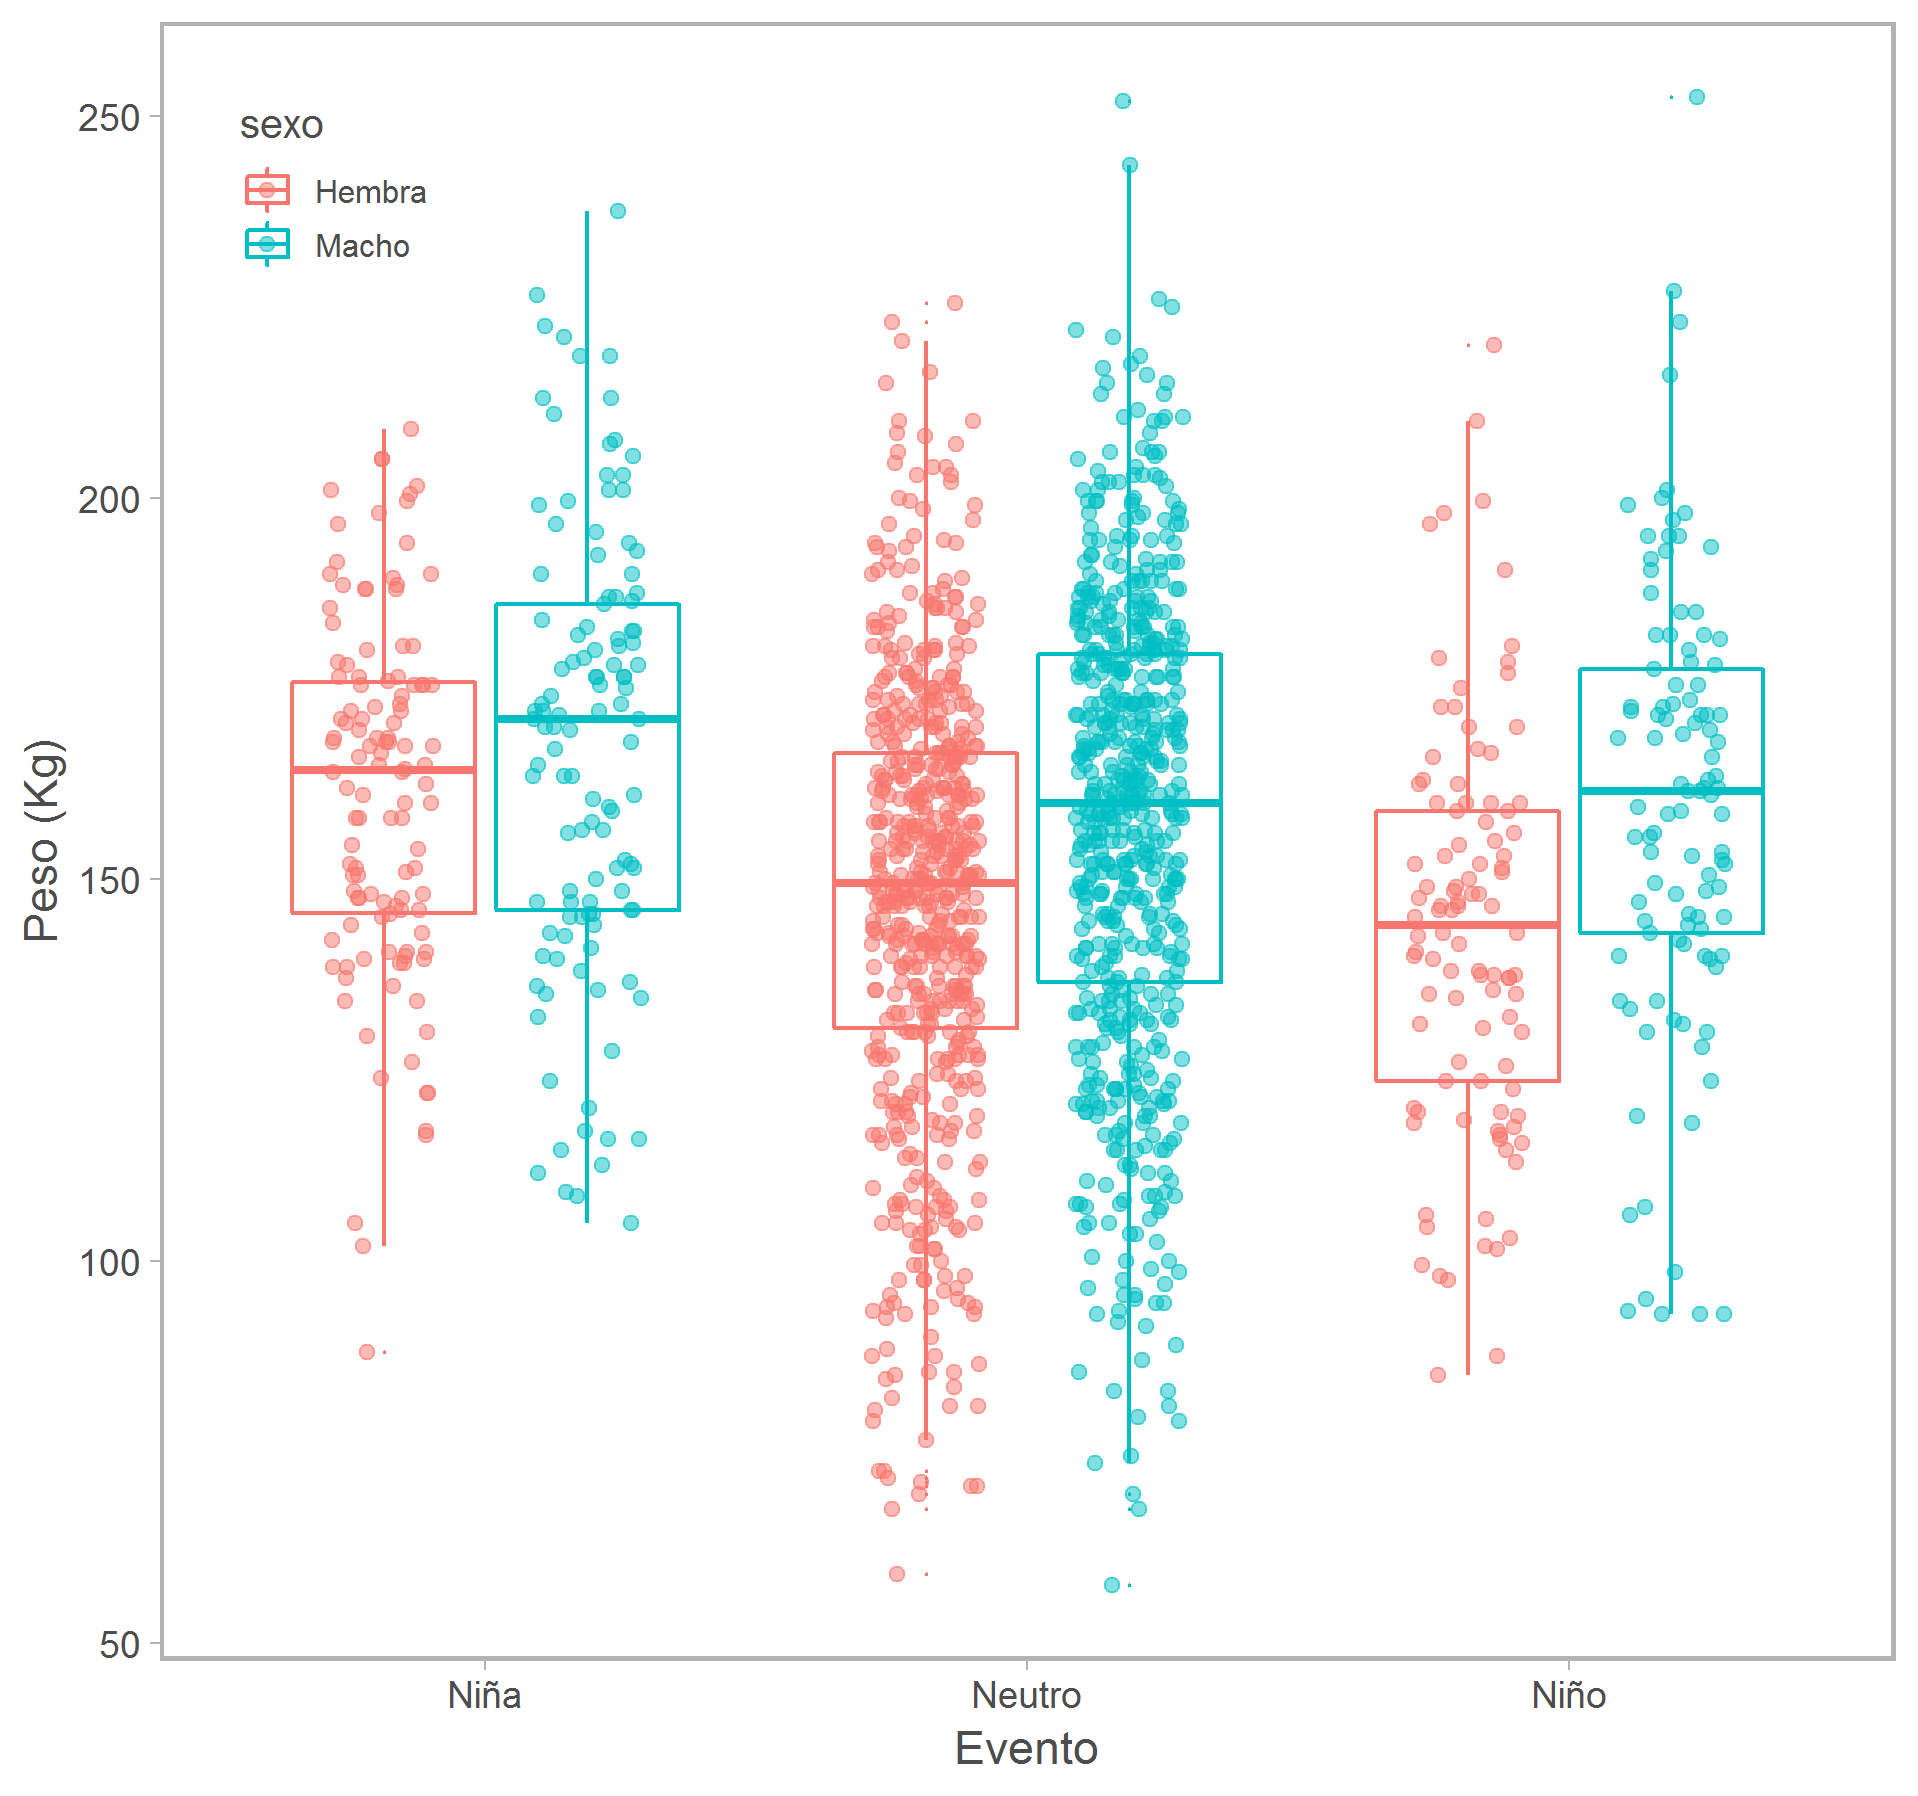 sexo
Hembra
Macho
250
200
150
100
50
Peso (Kg)
Niña
Neutro
Niño
Evento